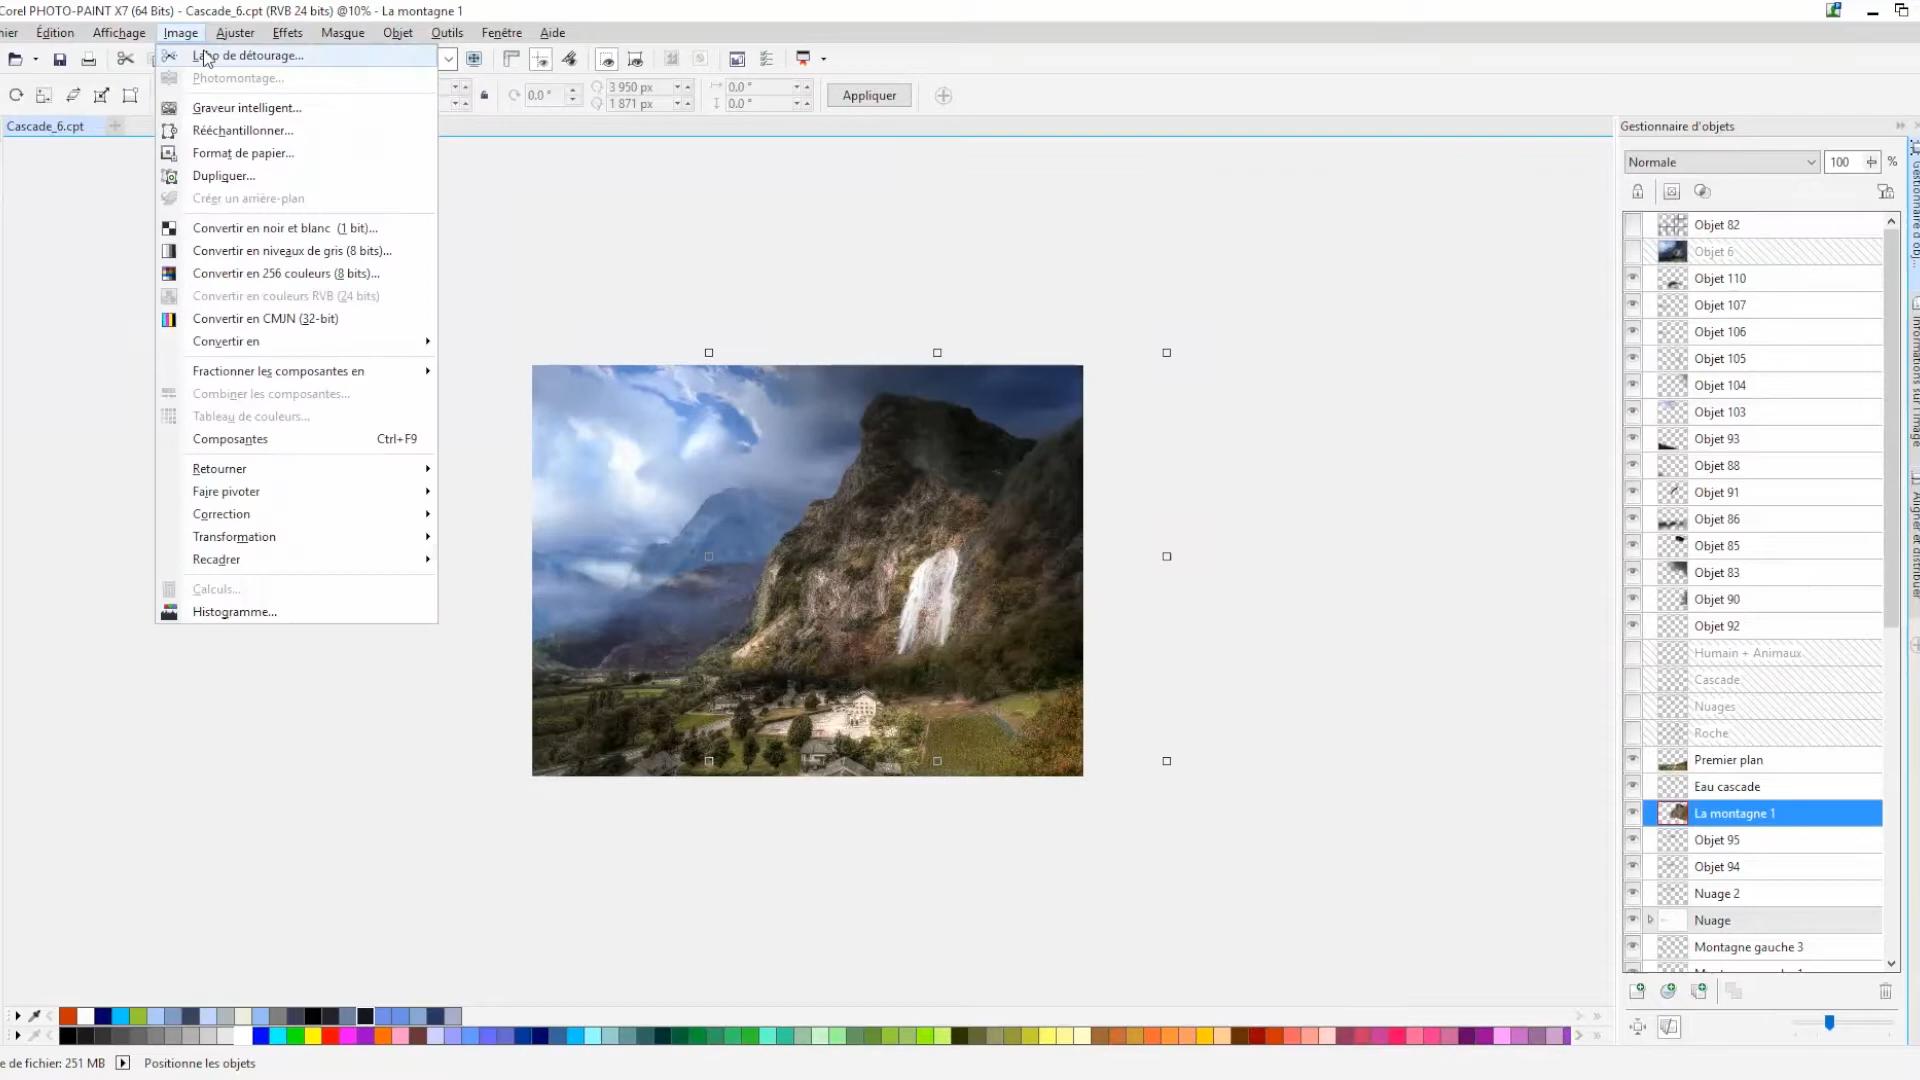 Corel PHOTO-PAINT X7 (64 Bits) - Cascade_6.cpt (RVB 24 bits) @10% - La montagne 1
Édition Affichage Image Ajuster Effets Masque Objet Outils Fenêtre Aide
0.0 ° 3 950 px 1 871 px 0.0 ° 0.0 ° Appliquer
Cascade_6.cpt
de détourage...
Photomontage...
Graveur intelligent...
Rééchantillonner...
Format de papier...
Dupliquer...
Créer un arrière-plan
Convertir en noir et blanc (1 bit)...
Convertir en niveaux de gris (8 bits)...
Convertir en 256 couleurs (8 bits)...
Convertir en couleurs RVB (24 bits)
Convertir en CMJN (32-bit)
Convertir en
Fractionner les composantes en
Combiner les composantes...
Tableau de couleurs...
Composantes Ctrl+F9
Retourner
Faire pivoter
Correction
Transformation
Recadrer
Calculs...
Histogramme...
Gestionnaire d'objets
Normale 100 %
Objet 82
Objet 6
Objet 110
Objet 107
Objet 106
Objet 105
Objet 104
Objet 103
Objet 93
Objet 88
Objet 91
Objet 86
Objet 85
Objet 83
Objet 90
Objet 92
Humain + Animaux
Cascade
Nuages
Roche
Premier plan
Eau cascade
La montagne 1
Objet 95
Objet 94
Nuage 2
Nuage
Montagne gauche 3
Gestionnaire d'obj...
Informations sur l'image
Aligner et distribuer
e de fichier: 251 MB Positionne les objets